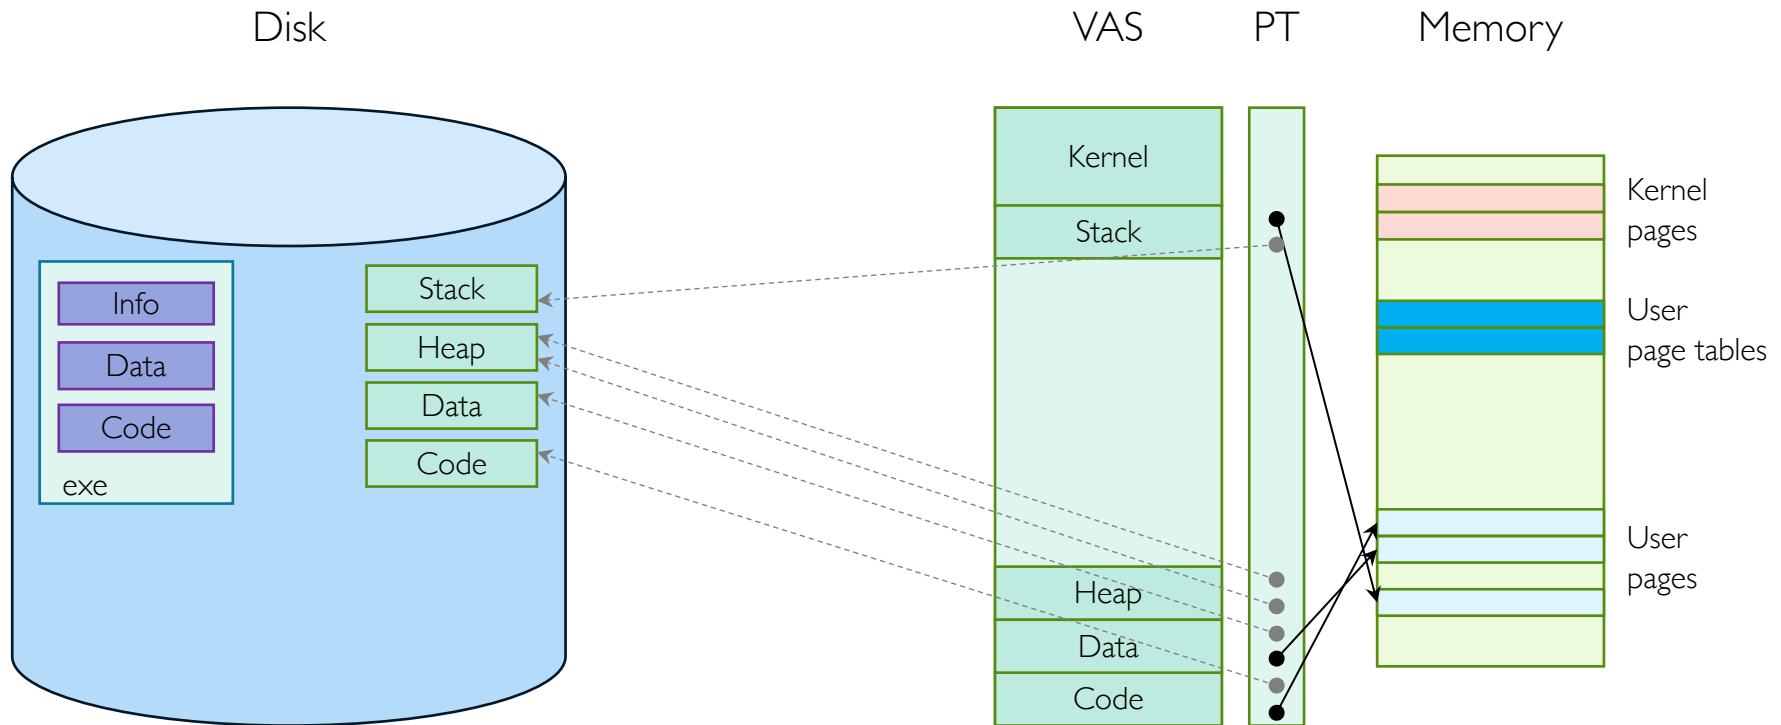 Disk
VAS
PT
Memory
Info
Data
Code
exe
Stack
Heap
Data
Code
Kernel
Stack
Heap
Data
Code
Kernel
pages
User
page tables
User
pages